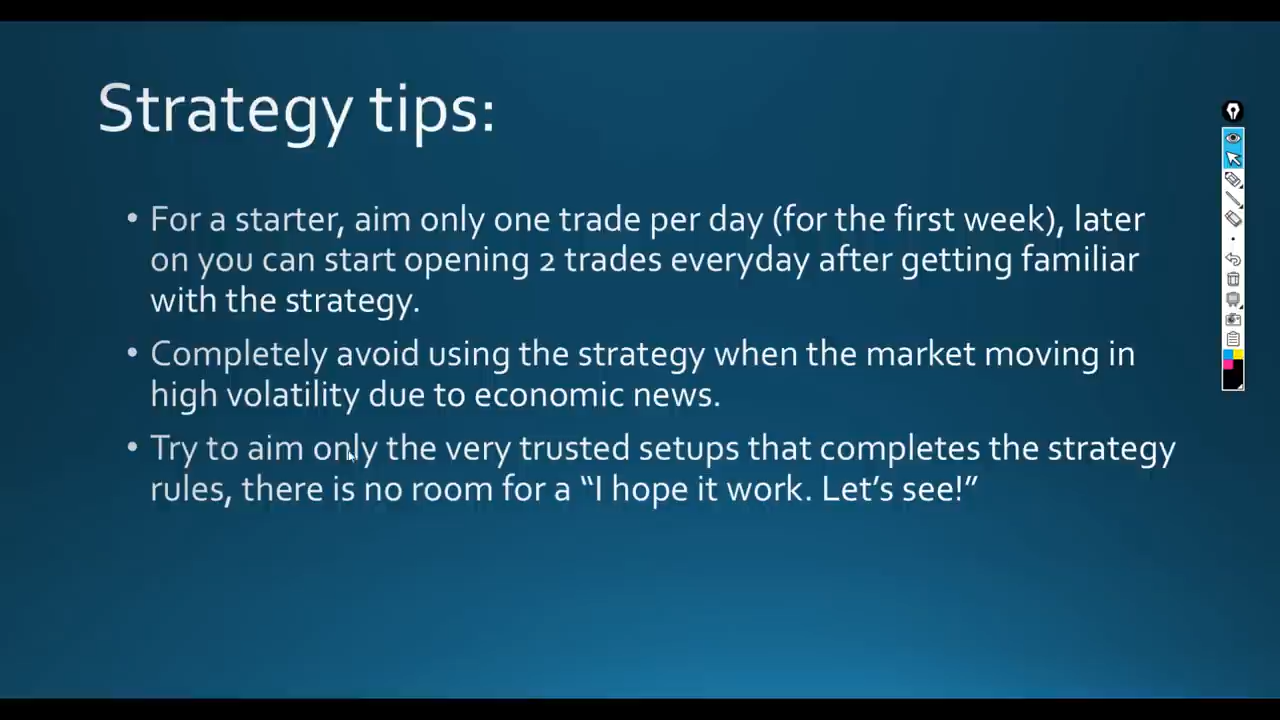 Strategy tips:
• For a starter, aim only one trade per day (for the first week), later
on you can start opening 2 trades everyday after getting familiar
with the strategy.
• Completely avoid using the strategy when the market moving in
high volatility due to economic news.
• Try to aim only the very trusted setups that completes the strategy
rules, there is no room for a “I hope it work. Let’s see!”